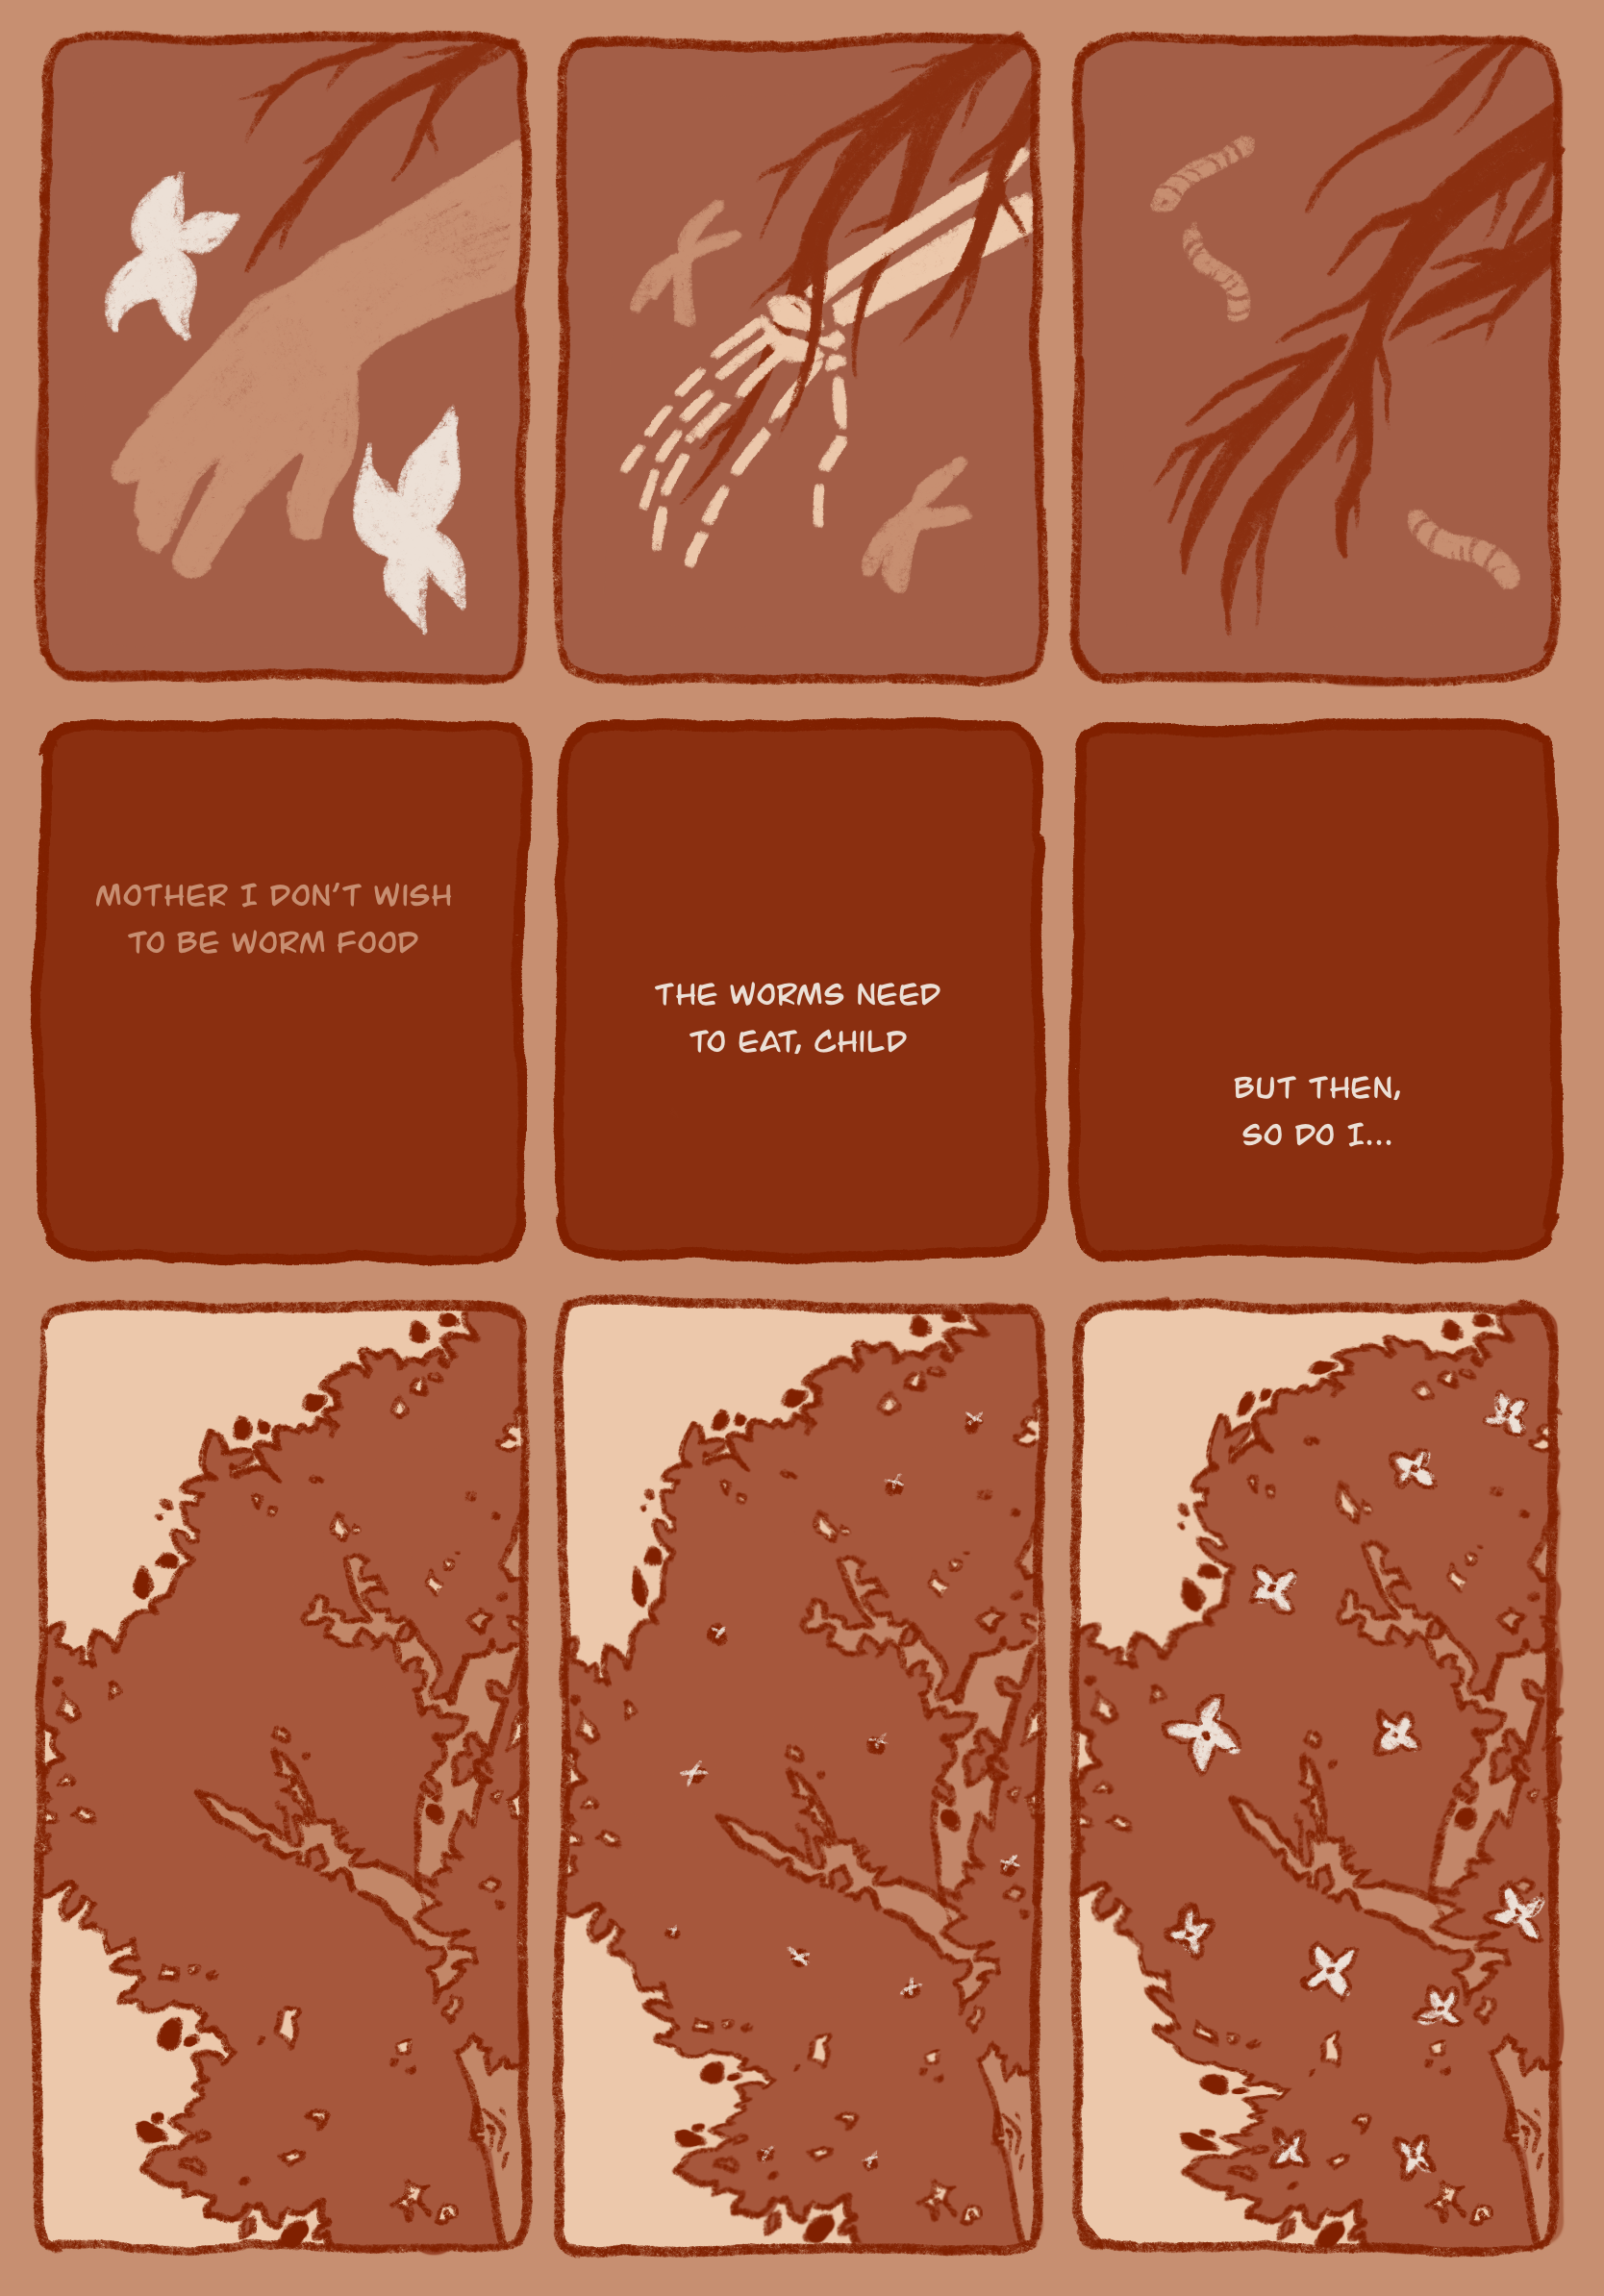 MOTHER I DON'T WISH
TO BE WORM FOOD
THE WORMS NEED
TO EAT, CHILD
BUT THEN,
SO DO I...